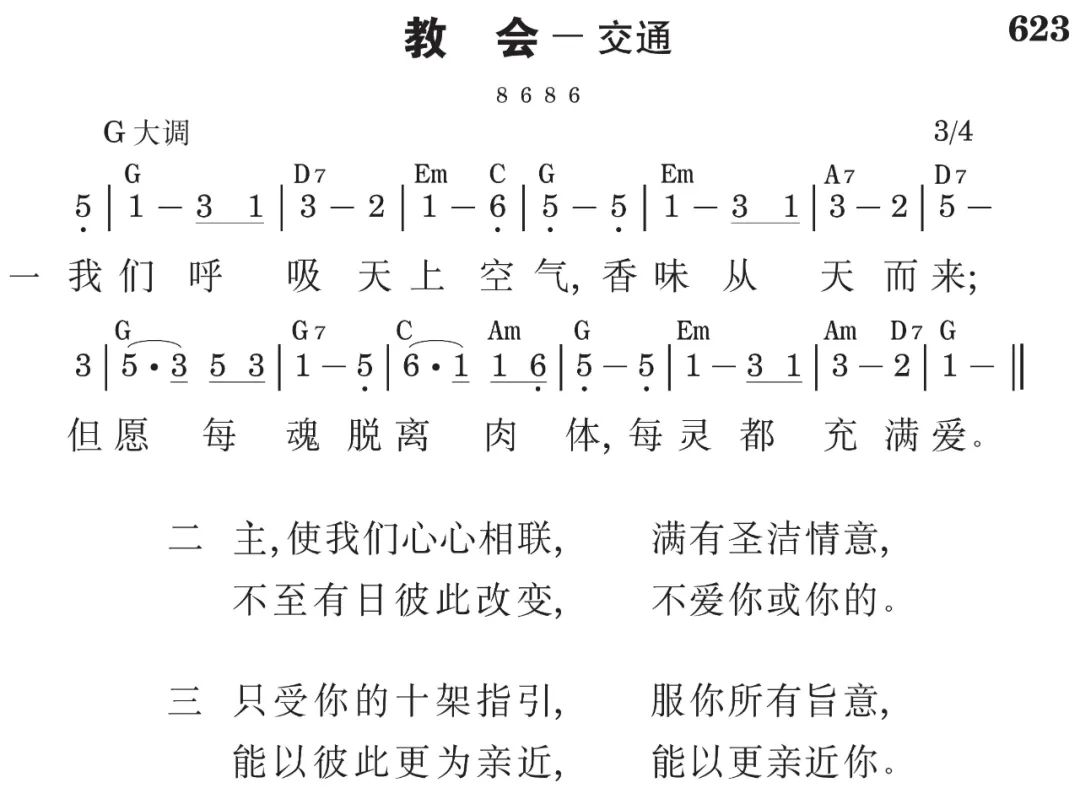 教 会 — 交通 623
8 6 8 6
G 大调 3/4
G D7 Em C G Em A7 D7
5̣ | 1 – 3 1 | 3 – 2 | 1 – 6̣ | 5̣ – 5̣ | 1 – 3 1 | 3 – 2 | 5 –
一 我们呼吸天上空气, 香味从天而来;
G G7 C Am G Em Am D7 G
3 | 5 · 3 5 3 | 1 – 5̣ | 6 · 1 1 6̣ | 5̣ – 5̣ | 1 – 3 1 | 3 – 2 | 1 – ‖
但愿每魂脱离肉体, 每灵都充满爱。
二 主,使我们心心相联, 满有圣洁情意,
不至有日彼此改变, 不爱你或你的。
三 只受你的十架指引, 服你所有旨意,
能以彼此更为亲近, 能以更亲近你。